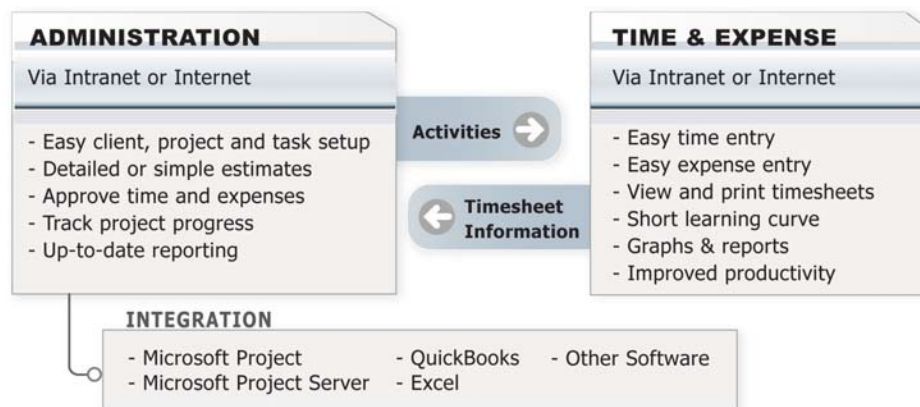 ADMINISTRATION
Via Intranet or Internet
- Easy client, project and task setup
- Detailed or simple estimates
- Approve time and expenses
- Track project progress
- Up-to-date reporting
Activities
Timesheet
Information
TIME & EXPENSE
Via Intranet or Internet
- Easy time entry
- Easy expense entry
- View and print timesheets
- Short learning curve
- Graphs & reports
- Improved productivity
INTEGRATION
- Microsoft Project - QuickBooks - Other Software
- Microsoft Project Server - Excel